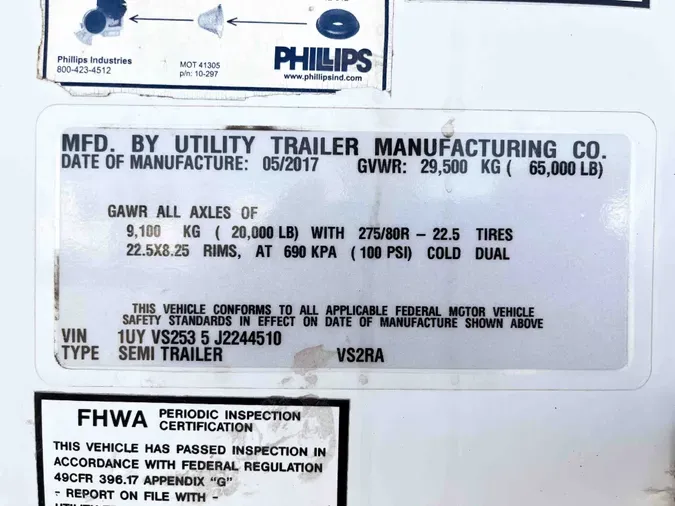 Phillips Industries
800-423-4512
MOT 41305
p/n: 10-297
PHILLIPS
www.phillipsind.com
MFD. BY UTILITY TRAILER MANUFACTURING CO.
DATE OF MANUFACTURE: 05/2017 GVWR: 29,500 KG ( 65,000 LB)
GAWR ALL AXLES OF
9,100 KG ( 20,000 LB) WITH 275/80R - 22.5 TIRES
22.5X8.25 RIMS, AT 690 KPA (100 PSI) COLD DUAL
THIS VEHICLE CONFORMS TO ALL APPLICABLE FEDERAL MOTOR VEHICLE
SAFETY STANDARDS IN EFFECT ON DATE OF MANUFACTURE SHOWN ABOVE
VIN 1UY VS253 5 J2244510
TYPE SEMI TRAILER VS2RA
FHWA PERIODIC INSPECTION
CERTIFICATION
THIS VEHICLE HAS PASSED INSPECTION IN
ACCORDANCE WITH FEDERAL REGULATION
49CFR 396.17 APPENDIX "G"
- REPORT ON FILE WITH -